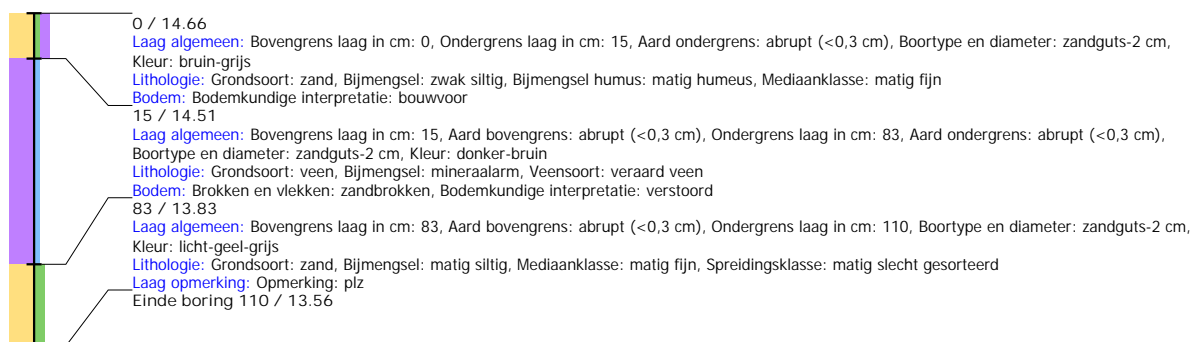 0 / 14.66
Laag algemeen: Bovengrens laag in cm: 0, Ondergrens laag in cm: 15, Aard ondergrens: abrupt (<0,3 cm), Boortype en diameter: zandguts-2 cm,
Kleur: bruin-grijs
Lithologie: Grondsoort: zand, Bijmengsel: zwak siltig, Bijmengsel humus: matig humeus, Mediaanklasse: matig fijn
Bodem: Bodemkundige interpretatie: bouwvoor
15 / 14.51
Laag algemeen: Bovengrens laag in cm: 15, Aard bovengrens: abrupt (<0,3 cm), Ondergrens laag in cm: 83, Aard ondergrens: abrupt (<0,3 cm),
Boortype en diameter: zandguts-2 cm, Kleur: donker-bruin
Lithologie: Grondsoort: veen, Bijmengsel: mineraalarm, Veensoort: veraard veen
Bodem: Brokken en vlekken: zandbrokken, Bodemkundige interpretatie: verstoord
83 / 13.83
Laag algemeen: Bovengrens laag in cm: 83, Aard bovengrens: abrupt (<0,3 cm), Ondergrens laag in cm: 110, Boortype en diameter: zandguts-2 cm,
Kleur: licht-geel-grijs
Lithologie: Grondsoort: zand, Bijmengsel: matig siltig, Mediaanklasse: matig fijn, Spreidingsklasse: matig slecht gesorteerd
Laag opmerking: Opmerking: plz
Einde boring 110 / 13.56